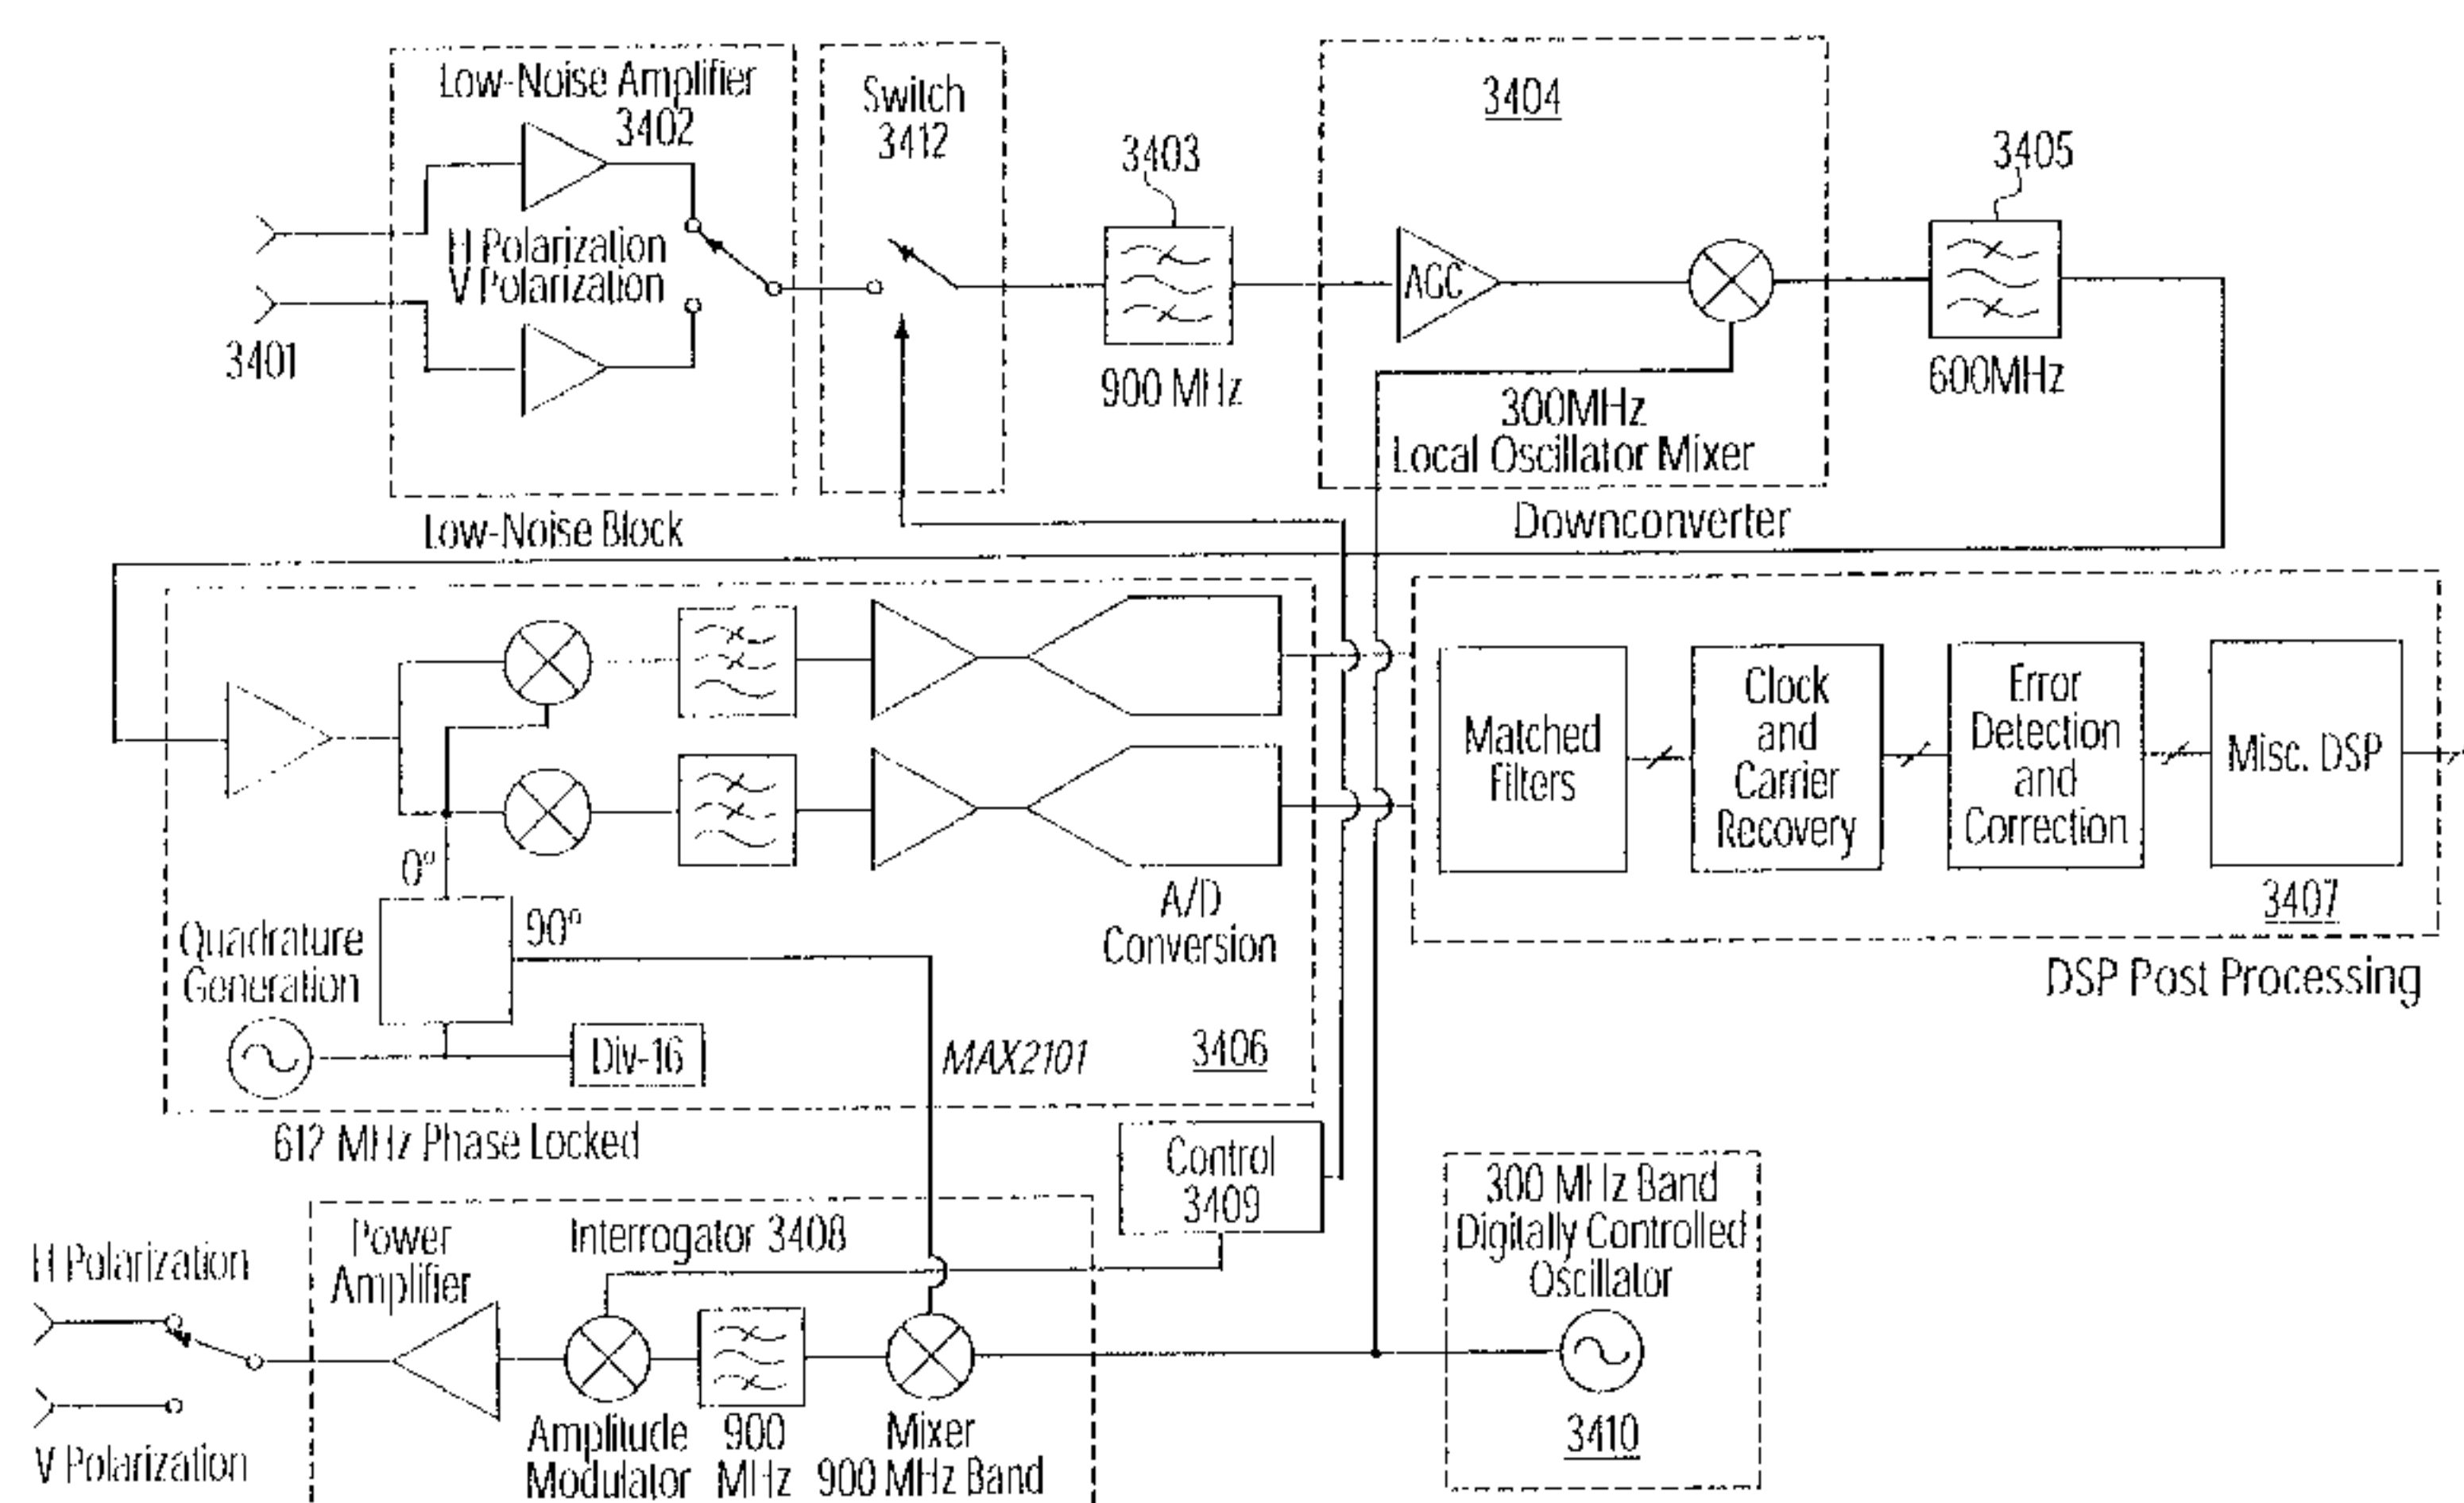 Low-Noise Amplifier
3402
H Polarization
V Polarization
3401
Low-Noise Block
Switch
3412
3403
900 MHz
3404
AGC
300MHz
Local Oscillator Mixer
Downconverter
3405
600MHz
0°
90°
Quadrature
Generation
Div-16
A/D
Conversion
MAX2101
3406
612 MHz Phase Locked
Matched
Filters
Clock
and
Carrier
Recovery
Error
Detection
and
Correction
Misc. DSP
3407
DSP Post Processing
Control
3409
H Polarization
V Polarization
Power
Amplifier
Interrogator 3408
Amplitude
Modulator
900
MHz
Mixer
900 MHz Band
300 MHz Band
Digitally Controlled
Oscillator
3410